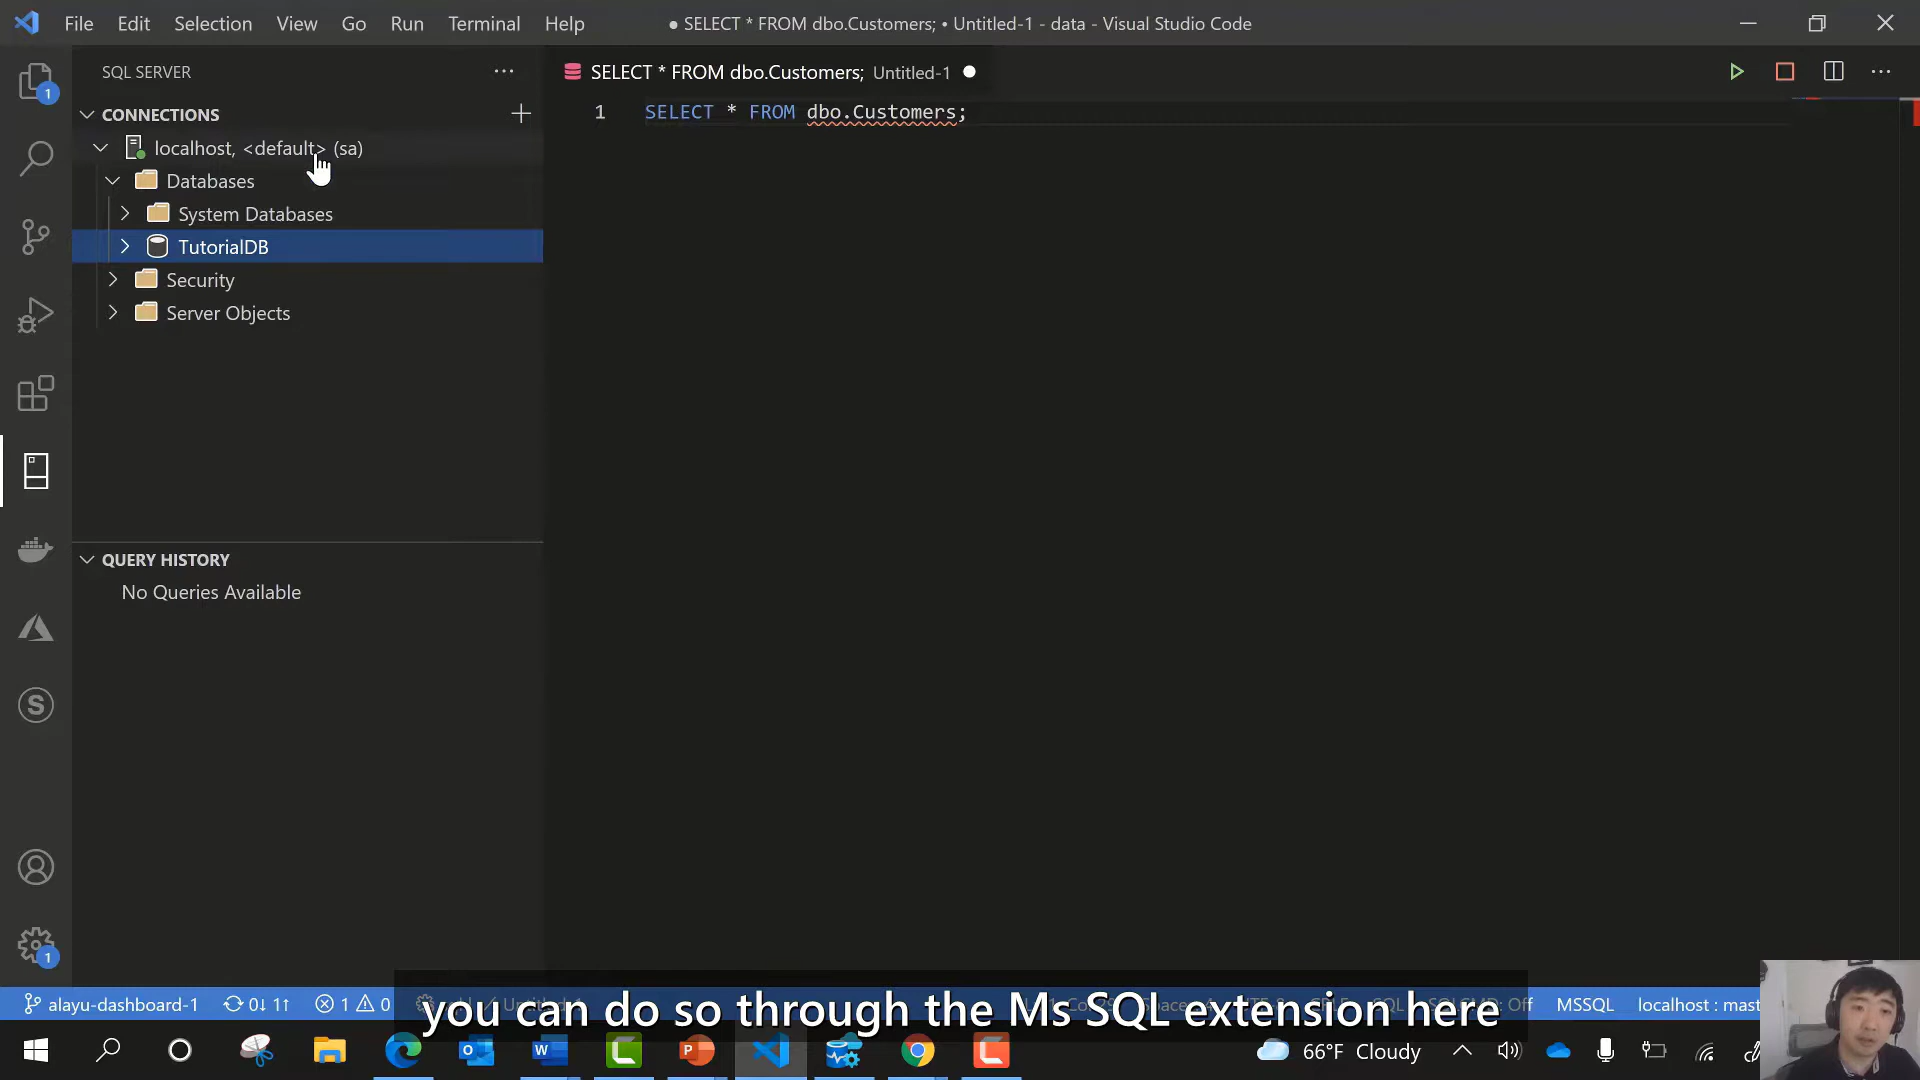 File Edit Selection View Go Run Terminal Help
● SELECT * FROM dbo.Customers; • Untitled-1 - data - Visual Studio Code
SQL SERVER
SELECT * FROM dbo.Customers; Untitled-1
CONNECTIONS
1 SELECT * FROM dbo.Customers;
localhost, <default> (sa)
Databases
System Databases
TutorialDB
Security
Server Objects
QUERY HISTORY
No Queries Available
1
1
alayu-dashboard-1 0↓ 1↑ 1 0
you can do so through the Ms SQL extension here
Off MSSQL localhost : mast
66°F Cloudy